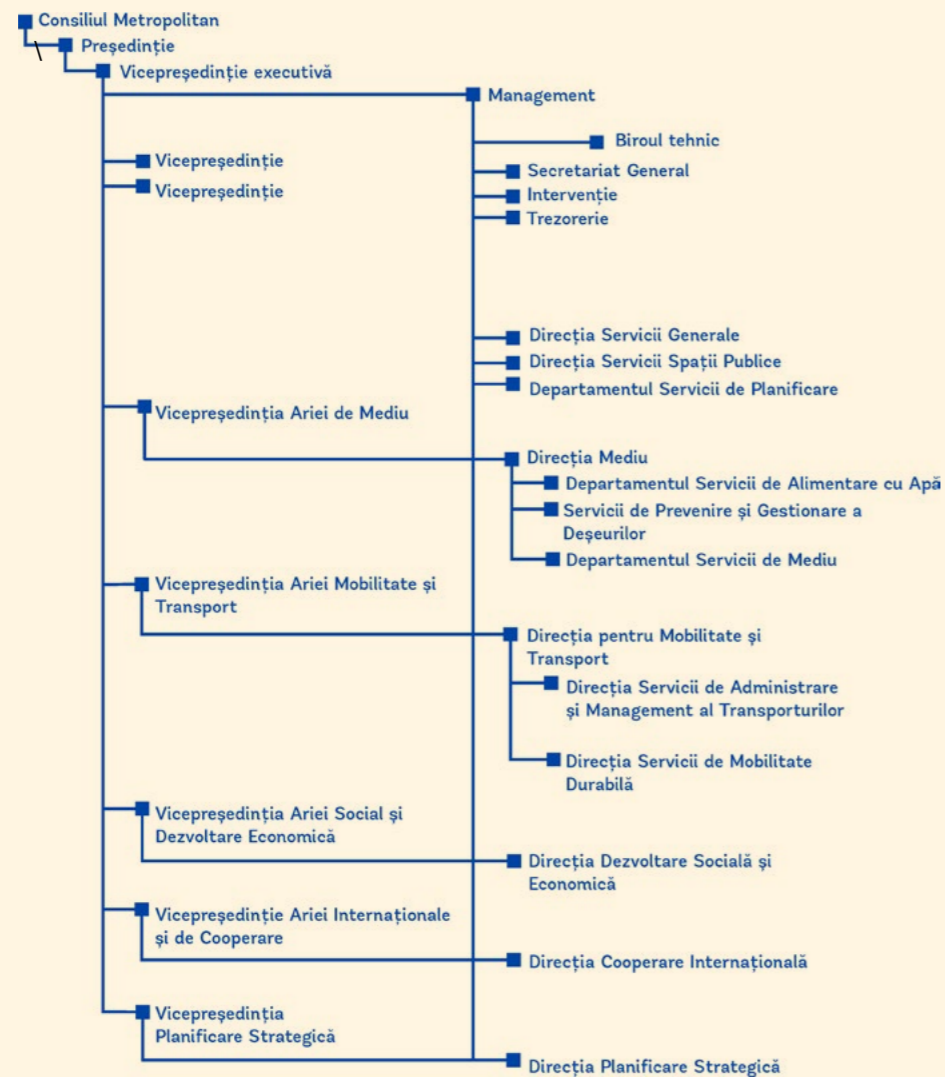 Consiliul Metropolitan
Președinție
Vicepreședinție executivă
Management
Biroul tehnic
Vicepreședinție
Secretariat General
Vicepreședinție
Intervenție
Trezorerie
Direcția Servicii Generale
Direcția Servicii Spații Publice
Departamentul Servicii de Planificare
Vicepreședinția Ariei de Mediu
Direcția Mediu
Departamentul Servicii de Alimentare cu Apă
Servicii de Prevenire și Gestionare a
Deșeurilor
Departamentul Servicii de Mediu
Vicepreședinția Ariei Mobilitate și
Transport
Direcția pentru Mobilitate și
Transport
Direcția Servicii de Administrare
și Management al Transporturilor
Direcția Servicii de Mobilitate
Durabilă
Vicepreședinția Ariei Social și
Dezvoltare Economică
Direcția Dezvoltare Socială și
Economică
Vicepreședinție Ariei Internaționale
și de Cooperare
Direcția Cooperare Internațională
Vicepreședinția
Planificare Strategică
Direcția Planificare Strategică